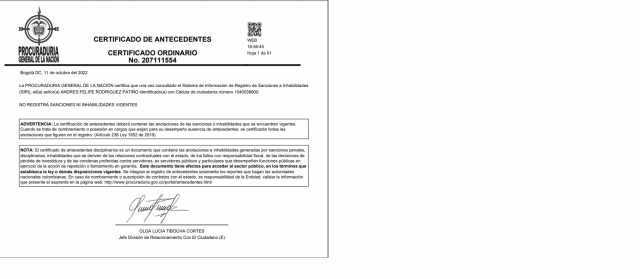 PROCURADURIA
GENERAL DE LA NACION
CERTIFICADO DE ANTECEDENTES
CERTIFICADO ORDINARIO
No. 207111554
WEB
Hoja 1 de 01
Bogotá DC, 11 de octubre del 2022
La PROCURADURIA GENERAL DE LA NACIÓN certifica que una vez consultado el Sistema de Información de Registro de Sanciones e Inhabilidades
(SIRI), el(la) señor(a) ANDRES FELIPE RODRIGUEZ PATIÑO identificado(a) con Cédula de ciudadanía número
NO REGISTRA SANCIONES NI INHABILIDADES VIGENTES
ADVERTENCIA: La certificación de antecedentes deberá contener las anotaciones de las sanciones o inhabilidades que se encuentren vigentes.
Cuando se trate de nombramiento o posesión en cargos que exijan para su desempeño ausencia de antecedentes, se certificarán todas las
anotaciones que figuren en el registro. (Artículo 238 Ley 1952 de 2019)
NOTA: El certificado de antecedentes disciplinarios es un documento que contiene las anotaciones e inhabilidades generadas por sanciones penales,
disciplinarias, inhabilidades que se deriven de las relaciones contractuales con el estado, de los fallos con responsabilidad fiscal, de las decisiones de
pérdida de investidura y de las condenas proferidas contra servidores, ex servidores públicos y particulares que desempeñen funciones públicas en
ejercicio de la acción de repetición o llamamiento en garantía. Este documento tiene efectos para acceder al sector público, en los términos que
establezca la ley o demás disposiciones vigentes. Se integran al registro de antecedentes solamente los reportes que hagan las autoridades
nacionales colombianas. En caso de nombramiento o suscripción de contratos con el estado, es responsabilidad de la Entidad, validar la información
que presente el aspirante en la página web: http://www.procuraduria.gov.co/portal/antecedentes.html
OLGA LUCIA TIBOCHA CORTES
Jefe División de Relacionamiento Con El Ciudadano (E)